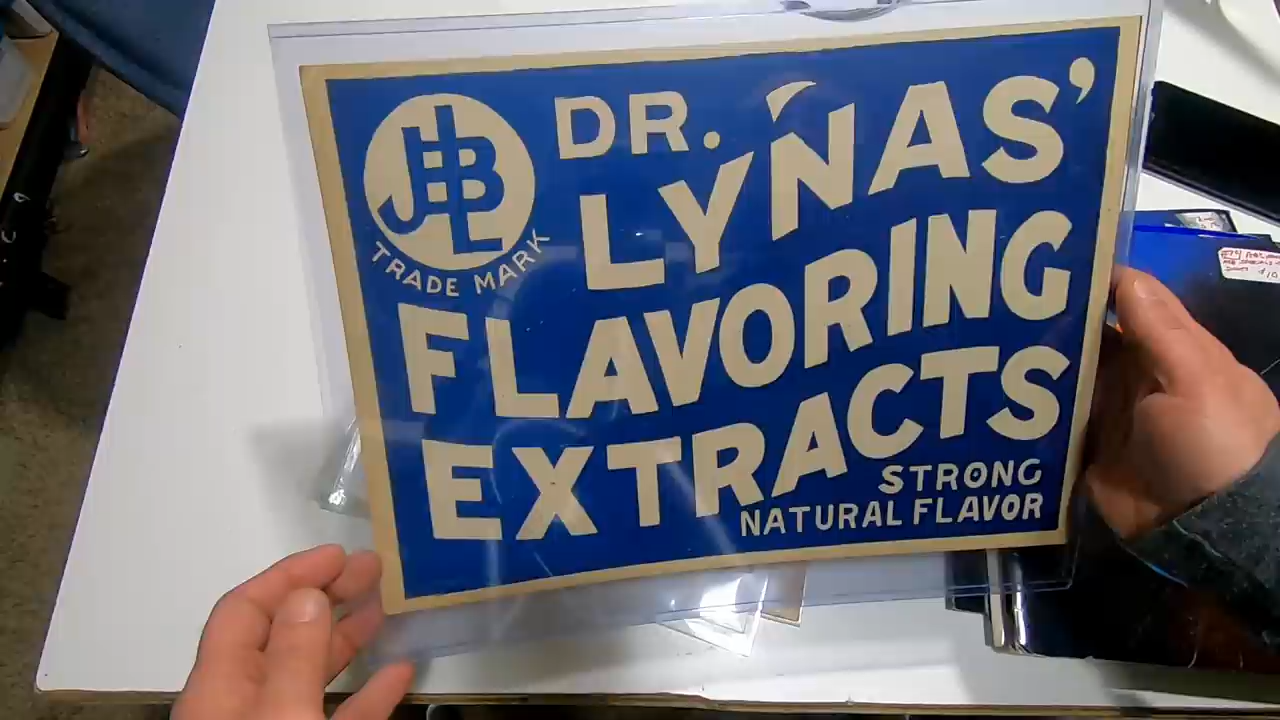 JBL
TRADE MARK
DR.
LYNAS'
FLAVORING
EXTRACTS
STRONG
NATURAL FLAVOR